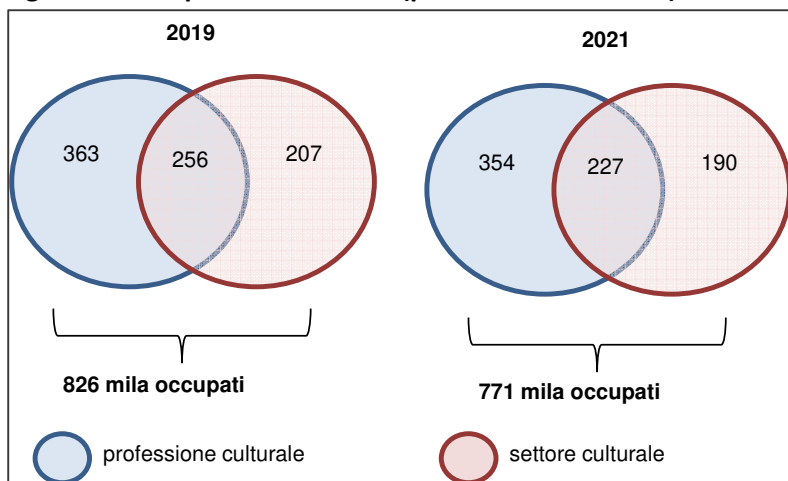 2019
2021
363
256
207
354
227
190
826 mila occupati
771 mila occupati
professione culturale
settore culturale